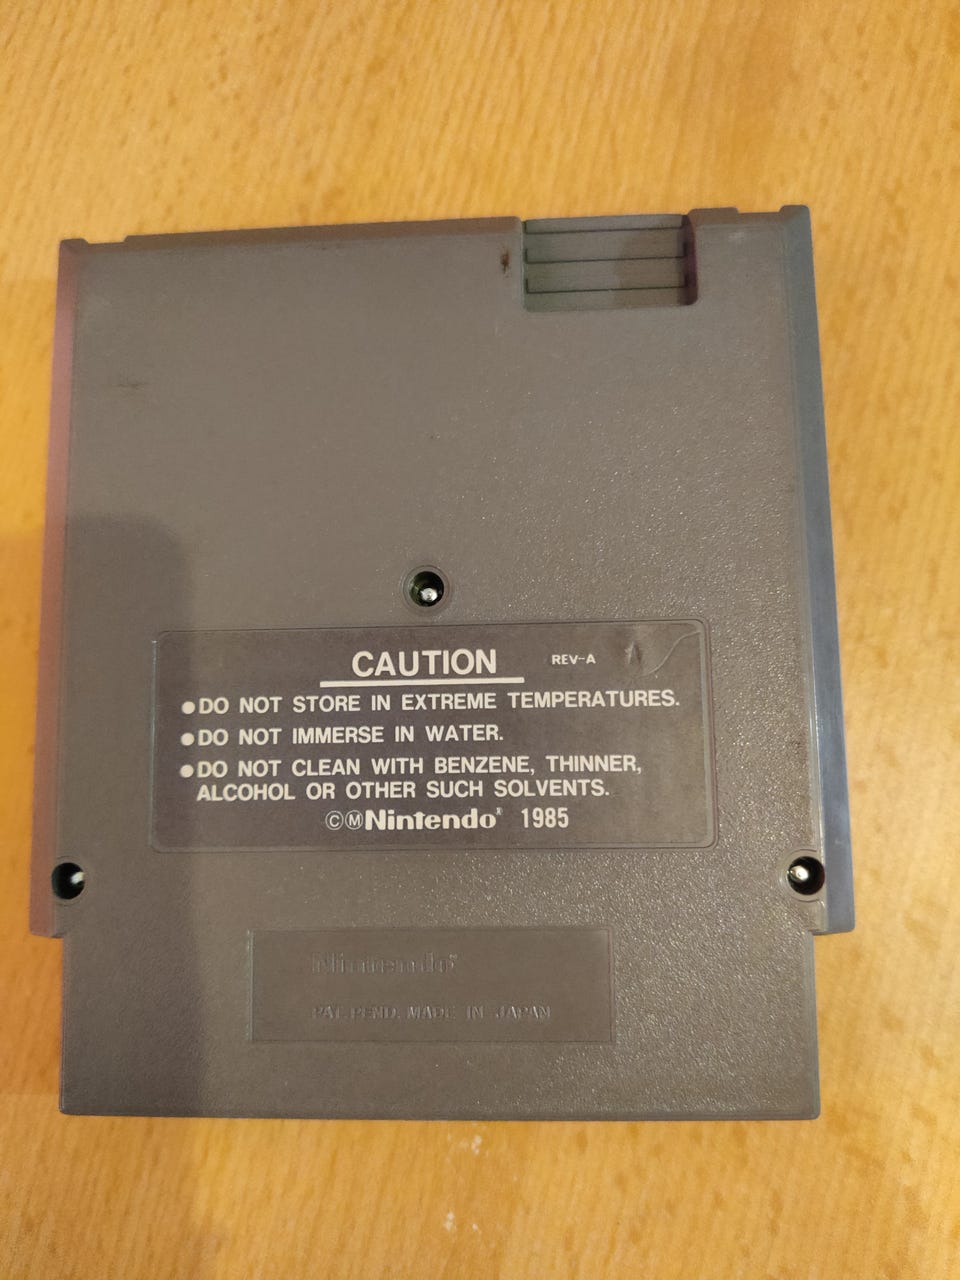 CAUTION REV-A
●DO NOT STORE IN EXTREME TEMPERATURES.
●DO NOT IMMERSE IN WATER.
●DO NOT CLEAN WITH BENZENE, THINNER,
ALCOHOL OR OTHER SUCH SOLVENTS.
ⒸⓂNintendo® 1985
Nintendo®
PAT. PEND. MADE IN JAPAN